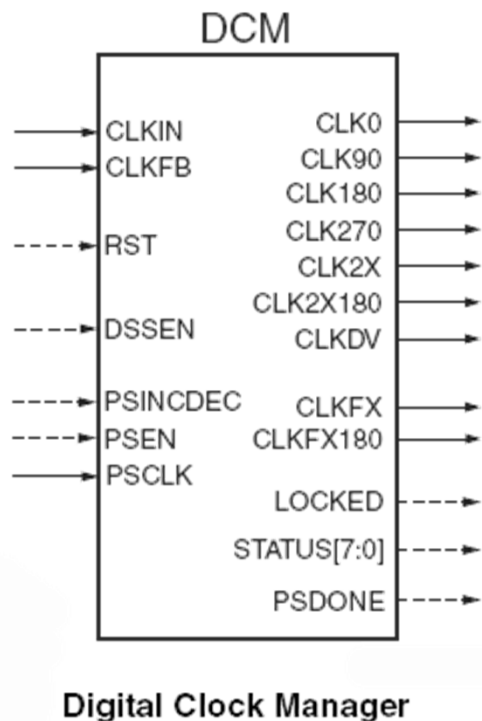 DCM
CLKIN
CLKFB
RST
DSSEN
PSINCDEC
PSEN
PSCLK
CLK0
CLK90
CLK180
CLK270
CLK2X
CLK2X180
CLKDV
CLKFX
CLKFX180
LOCKED
STATUS[7:0]
PSDONE
Digital Clock Manager